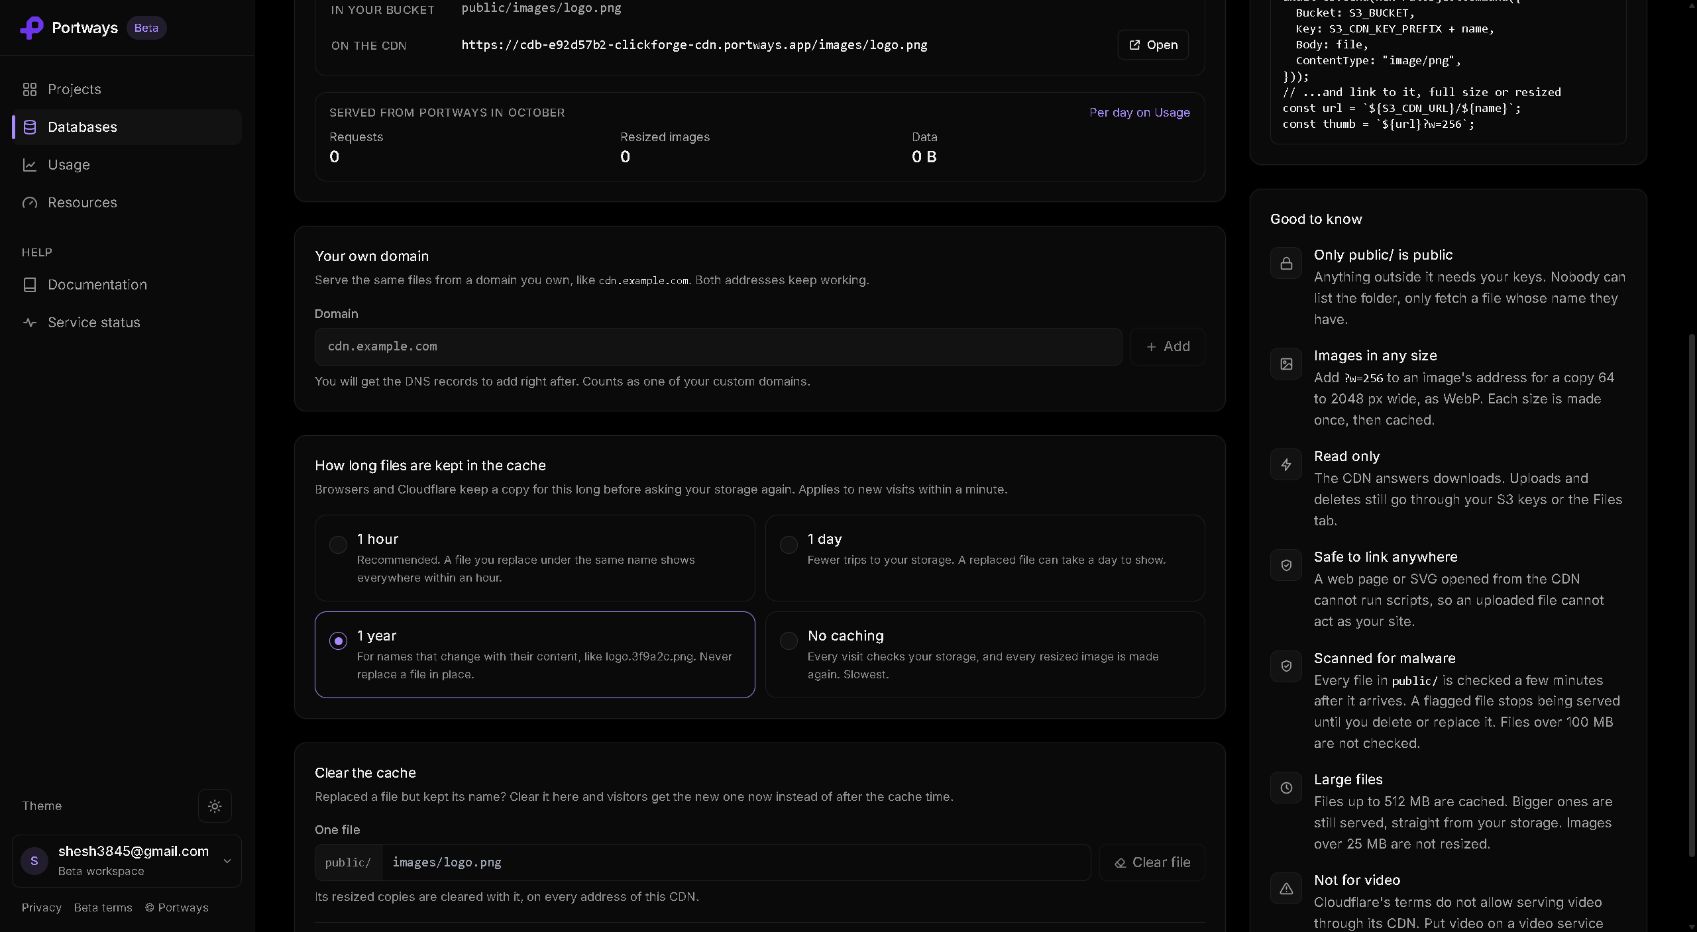 Portways Beta
Projects
Databases
Usage
Resources
HELP
Documentation
Service status
Theme
S
shesh3845@gmail.com
Beta workspace
Privacy Beta terms © Portways
IN YOUR BUCKET public/images/logo.png
ON THE CDN https://cdb-e92d57b2-clickforge-cdn.portways.app/images/logo.png Open
SERVED FROM PORTWAYS IN OCTOBER Per day on Usage
Requests Resized images Data
0 0 0 B
Your own domain
Serve the same files from a domain you own, like cdn.example.com. Both addresses keep working.
Domain
cdn.example.com + Add
You will get the DNS records to add right after. Counts as one of your custom domains.
How long files are kept in the cache
Browsers and Cloudflare keep a copy for this long before asking your storage again. Applies to new visits within a minute.
1 hour
Recommended. A file you replace under the same name shows
everywhere within an hour.
1 day
Fewer trips to your storage. A replaced file can take a day to show.
1 year
For names that change with their content, like logo.3f9a2c.png. Never
replace a file in place.
No caching
Every visit checks your storage, and every resized image is made
again. Slowest.
Clear the cache
Replaced a file but kept its name? Clear it here and visitors get the new one now instead of after the cache time.
One file
public/ images/logo.png Clear file
Its resized copies are cleared with it, on every address of this CDN.
Bucket: S3_BUCKET,
Key: S3_CDN_KEY_PREFIX + name,
Body: file,
ContentType: "image/png",
}));
// ...and link to it, full size or resized
const url = `${S3_CDN_URL}/${name}`;
const thumb = `${url}?w=256`;
Good to know
Only public/ is public
Anything outside it needs your keys. Nobody can
list the folder, only fetch a file whose name they
have.
Images in any size
Add ?w=256 to an image's address for a copy 64
to 2048 px wide, as WebP. Each size is made
once, then cached.
Read only
The CDN answers downloads. Uploads and
deletes still go through your S3 keys or the Files
tab.
Safe to link anywhere
A web page or SVG opened from the CDN
cannot run scripts, so an uploaded file cannot
act as your site.
Scanned for malware
Every file in public/ is checked a few minutes
after it arrives. A flagged file stops being served
until you delete or replace it. Files over 100 MB
are not checked.
Large files
Files up to 512 MB are cached. Bigger ones are
still served, straight from your storage. Images
over 25 MB are not resized.
Not for video
Cloudflare's terms do not allow serving video
through its CDN. Put video on a video service